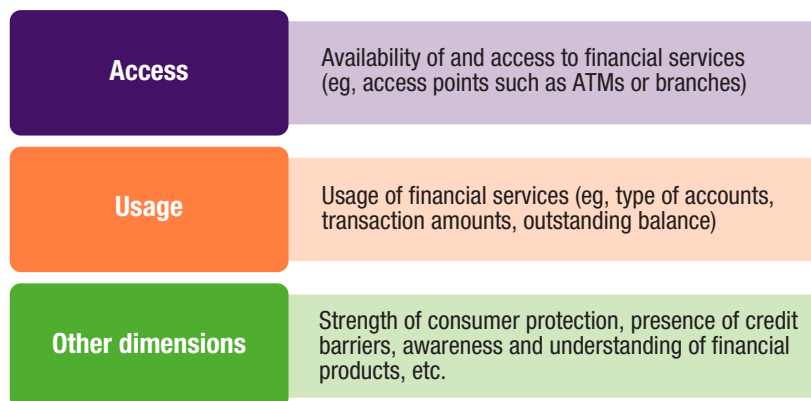 Access
Availability of and access to financial services
(eg, access points such as ATMs or branches)
Usage
Usage of financial services (eg, type of accounts,
transaction amounts, outstanding balance)
Other dimensions
Strength of consumer protection, presence of credit
barriers, awareness and understanding of financial
products, etc.